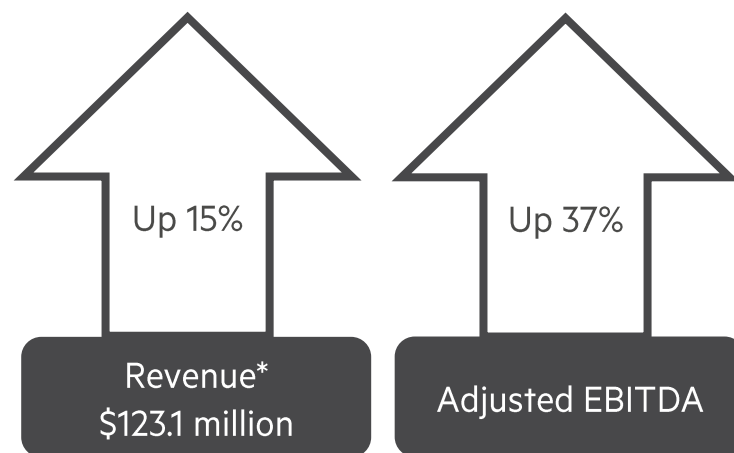 Up 15%
Up 37%
Revenue*
$123.1 million
Adjusted EBITDA